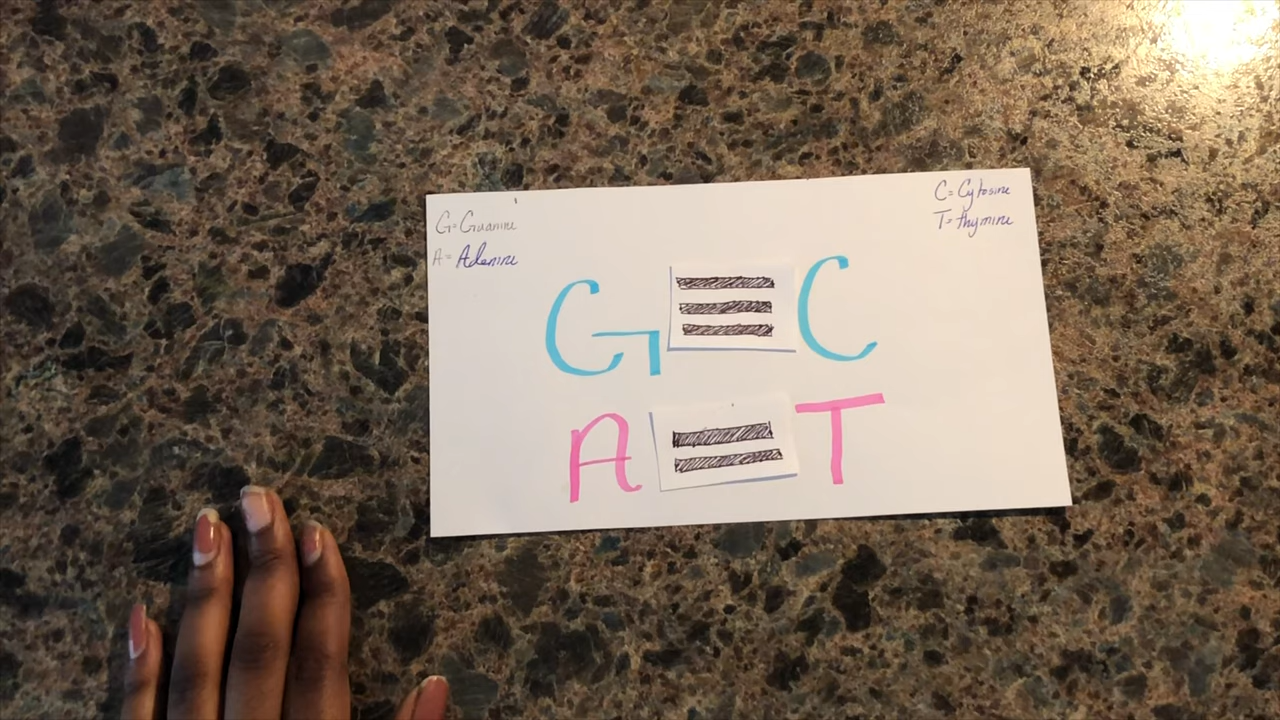 G=Guanine
A= Adenine
C=Cytosine
T=thymine
G≡C
A=T